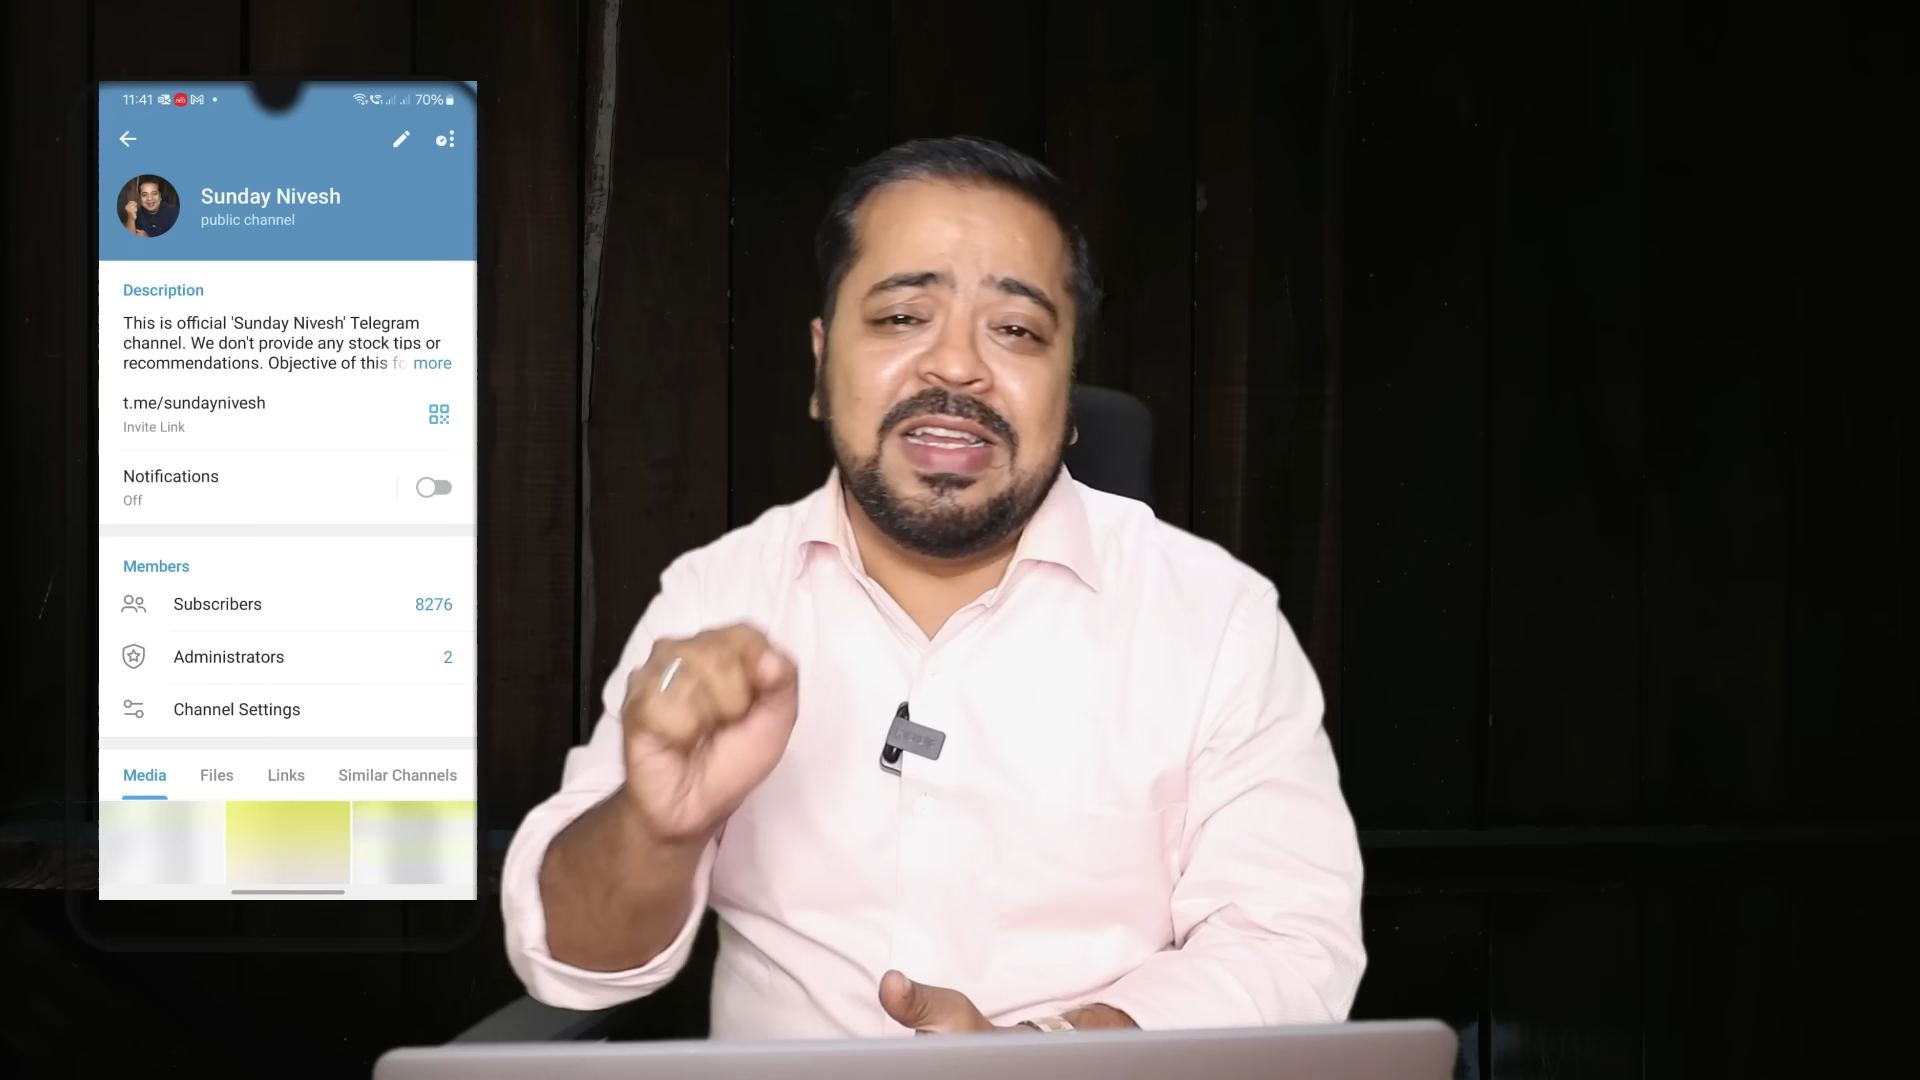 11:41
70%
Sunday Nivesh
public channel
Description
This is official 'Sunday Nivesh' Telegram
channel. We don't provide any stock tips or
recommendations. Objective of this fo more
t.me/sundaynivesh
Invite Link
Notifications
Off
Members
Subscribers 8276
Administrators 2
Channel Settings
Media Files Links Similar Channels